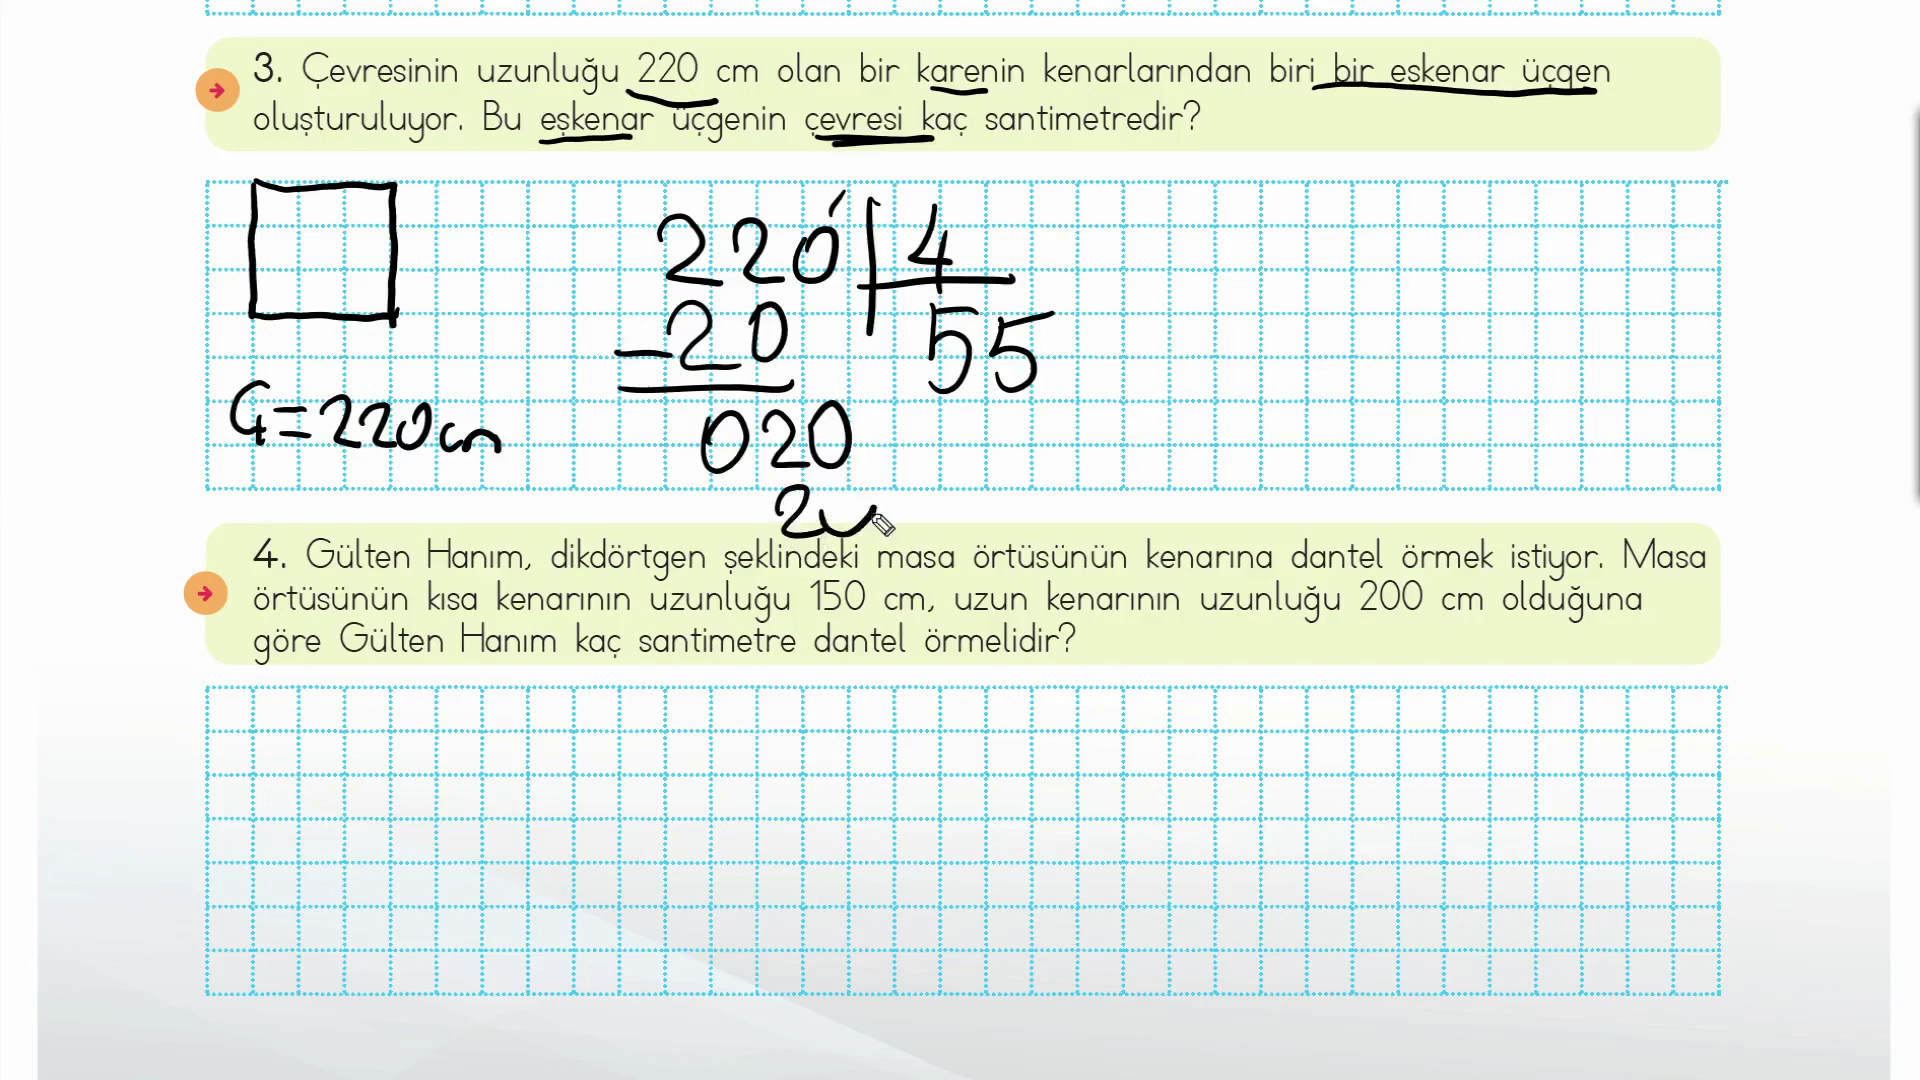 3. Çevresinin uzunluğu 220 cm olan bir karenin kenarlarından biri bir eşkenar üçgen
oluşturuluyor. Bu eşkenar üçgenin çevresi kaç santimetredir?
220 4
- 20 55
020
2
Ç = 220 cm
4. Gülten Hanım, dikdörtgen şeklindeki masa örtüsünün kenarına dantel örmek istiyor. Masa
örtüsünün kısa kenarının uzunluğu 150 cm, uzun kenarının uzunluğu 200 cm olduğuna
göre Gülten Hanım kaç santimetre dantel örmelidir?